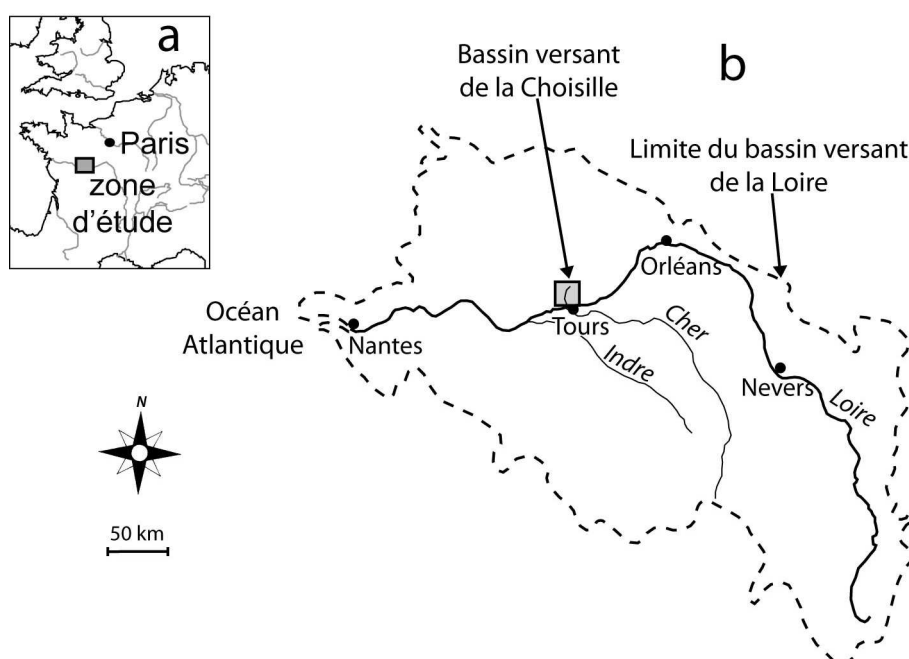 a
Paris
zone
d'étude
b
Bassin versant
de la Choisille
Limite du bassin versant
de la Loire
Orléans
Océan
Atlantique
Nantes
Tours
Cher
Indre
Nevers
Loire
N
50 km